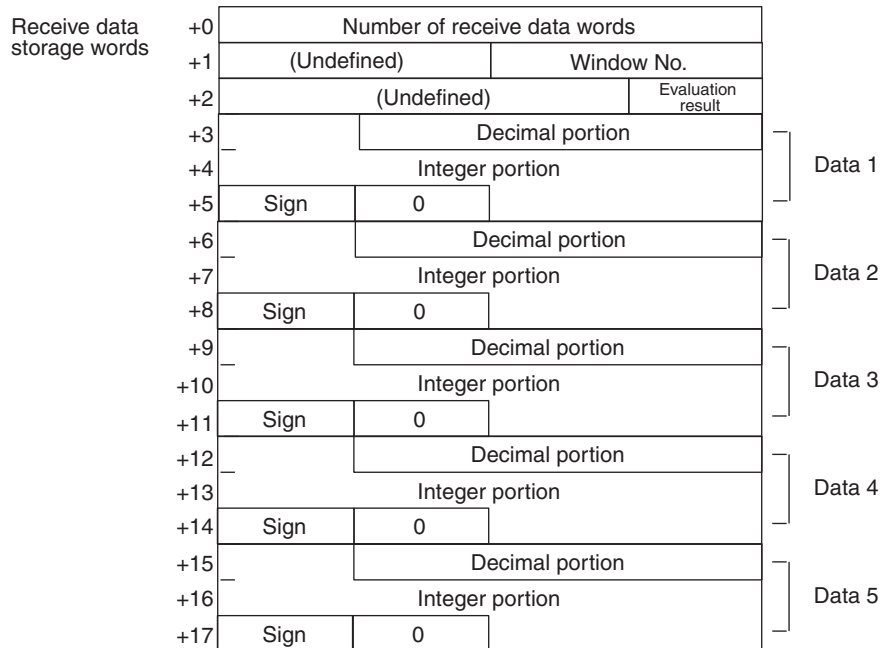 Receive data
storage words
+0 Number of receive data words
+1 (Undefined) Window No.
+2 (Undefined) Evaluation
result
+3 Decimal portion
+4 Integer portion Data 1
+5 Sign 0
+6 Decimal portion
+7 Integer portion Data 2
+8 Sign 0
+9 Decimal portion
+10 Integer portion Data 3
+11 Sign 0
+12 Decimal portion
+13 Integer portion Data 4
+14 Sign 0
+15 Decimal portion
+16 Integer portion Data 5
+17 Sign 0